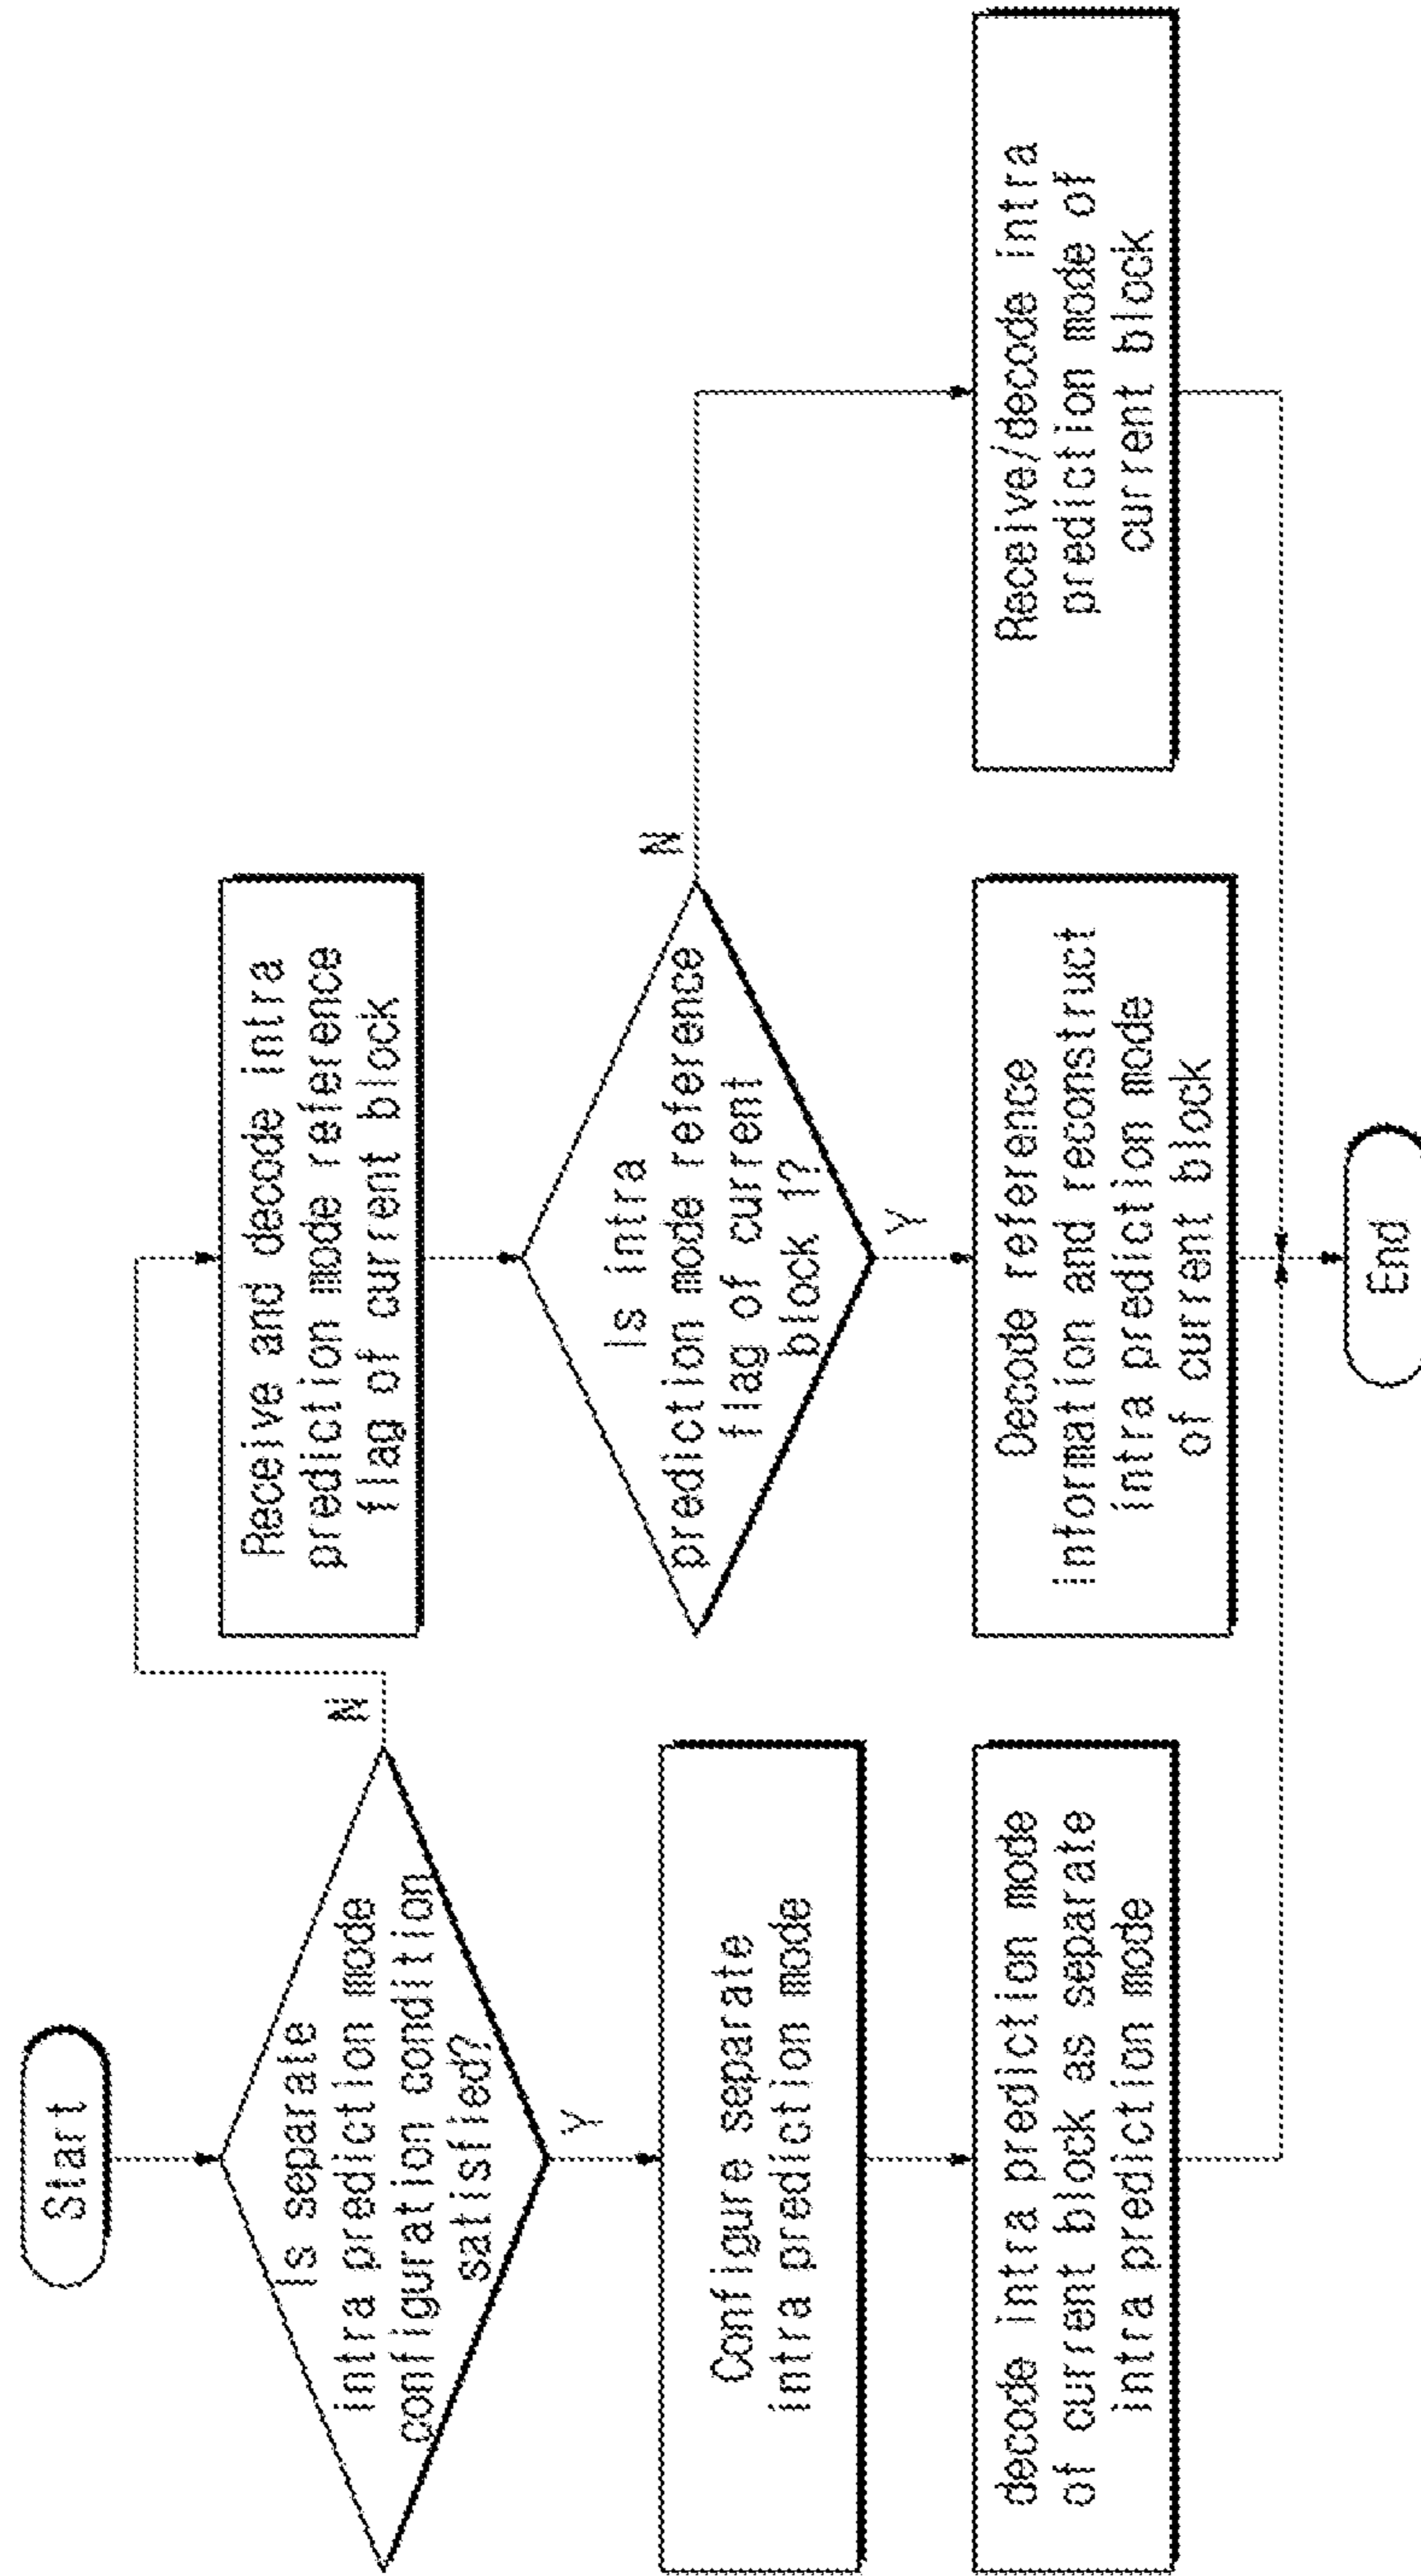 Start
Is separate
intra prediction mode
configuration condition
satisfied?
N
Y
Configure separate
intra prediction mode
decode intra prediction mode
of current block as separate
intra prediction mode
Receive and decode intra
prediction mode reference
flag of current block
Is intra
prediction mode reference
flag of current
block 1?
N
Y
Decode reference
information and reconstruct
intra prediction mode
of current block
Receive/decode intra
prediction mode of
current block
End